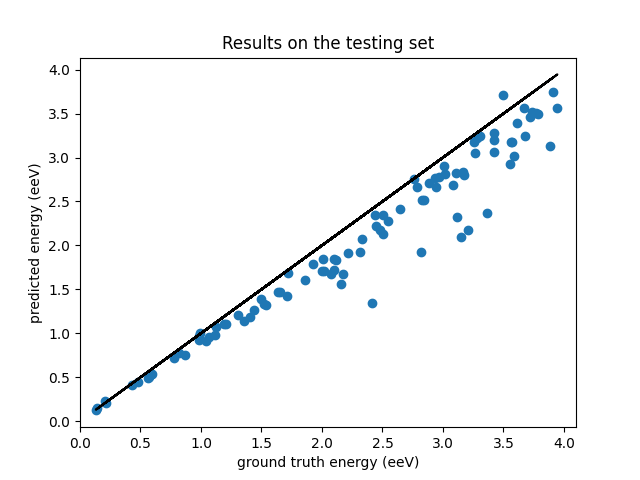 Results on the testing set
4.0
3.5
3.0
2.5
2.0
1.5
1.0
0.5
0.0
predicted energy (eeV)
0.0 0.5 1.0 1.5 2.0 2.5 3.0 3.5 4.0
ground truth energy (eeV)